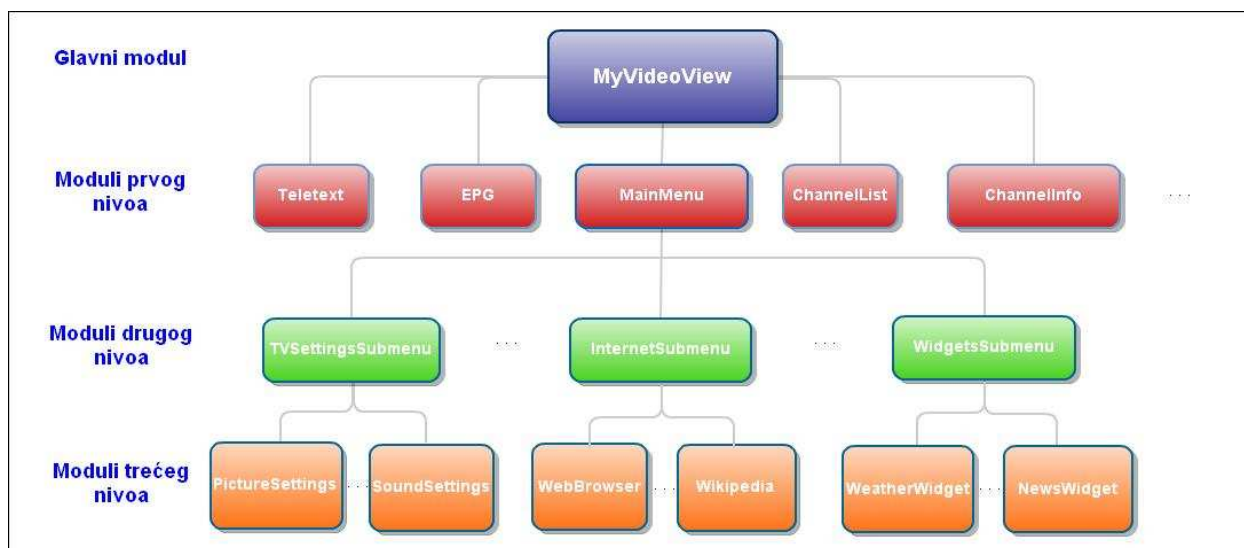 Glavni modul
MyVideoView
Moduli prvog
nivoa
Teletext
EPG
MainMenu
ChannelList
ChannelInfo
. . .
Moduli drugog
nivoa
TVSettingsSubmenu
. . .
InternetSubmenu
. . .
WidgetsSubmenu
Moduli trećeg
nivoa
PictureSettings
. . .
SoundSettings
WebBrowser
. . .
Wikipedia
WeatherWidget
. . .
NewsWidget